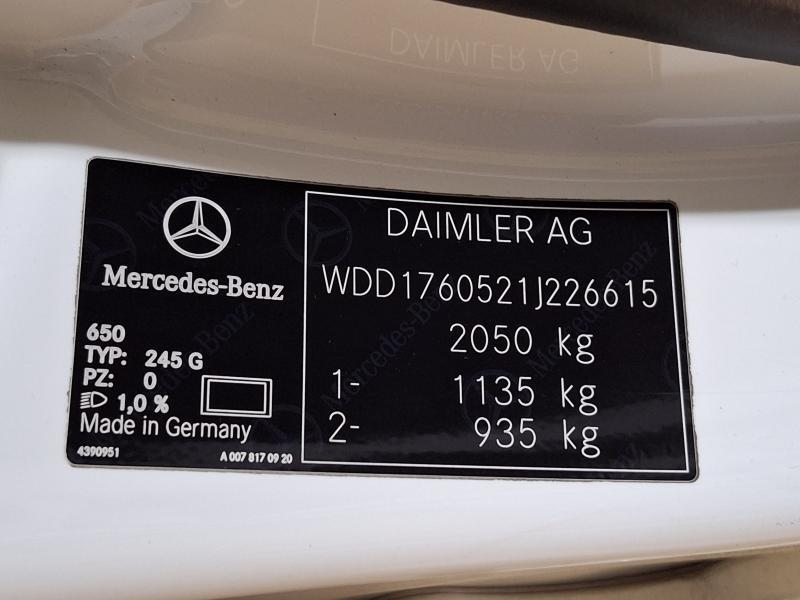 DAIMLER AG
Mercedes-Benz
650
TYP: 245 G
PZ: 0
1,0 %
Made in Germany
4390951
A 007 817 09 20
DAIMLER AG
WDD1760521J226615
2050 kg
1- 1135 kg
2- 935 kg